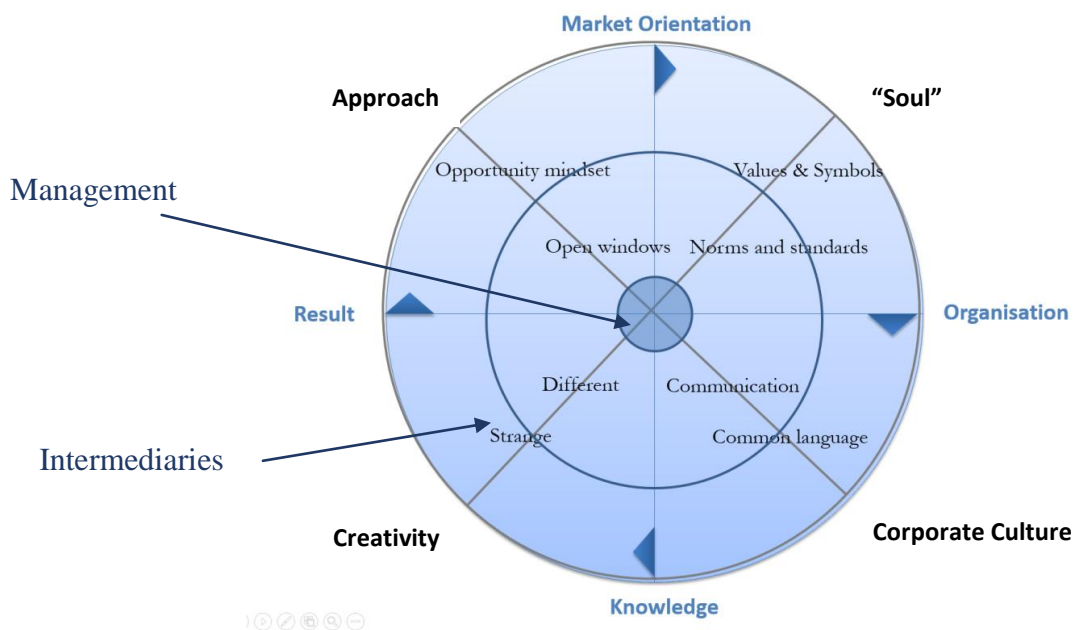 Market Orientation
Approach
“Soul”
Opportunity mindset
Values & Symbols
Management
Open windows
Norms and standards
Result
Organisation
Different
Communication
Strange
Common language
Intermediaries
Creativity
Corporate Culture
Knowledge